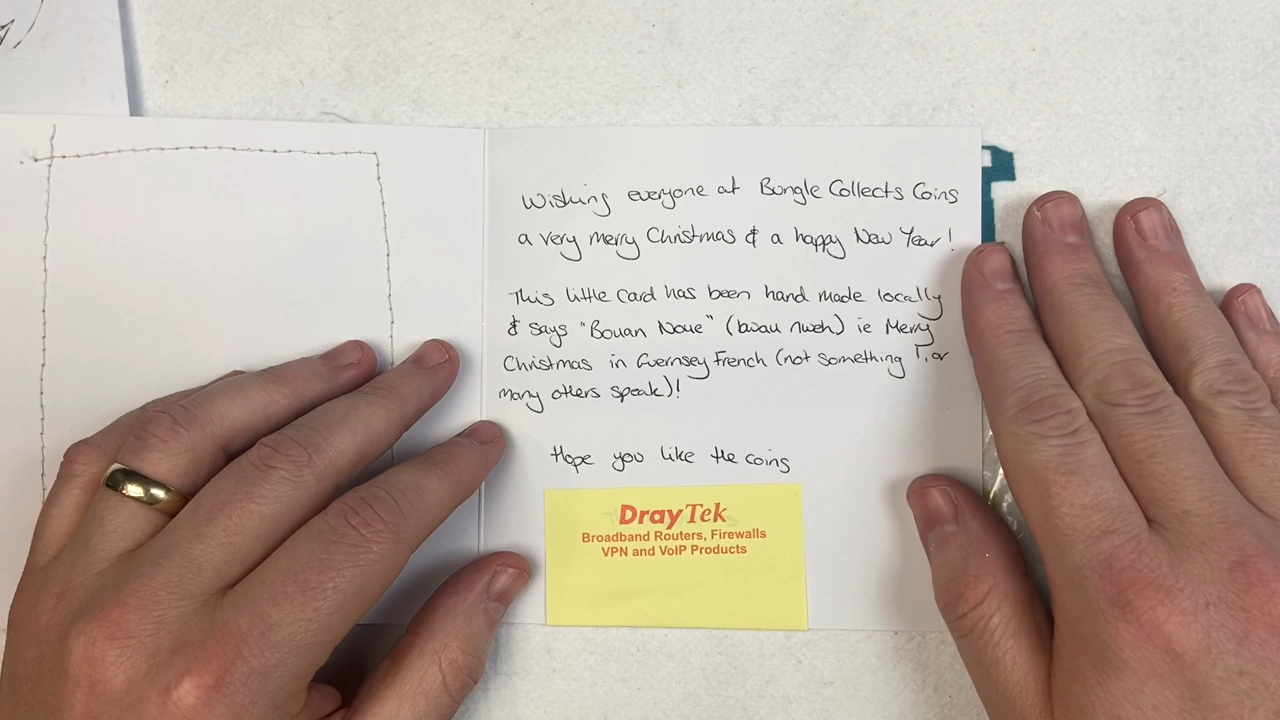 Wishing everyone at Bungle Collects Coins
a very merry Christmas & a happy New Year!
This little card has been hand made locally
& says "Bouan Noue" (bwau nweh) ie Merry
Christmas in Guernsey French (not something I, or
many others speak)!
Hope you like the coins
DrayTek
Broadband Routers, Firewalls
VPN and VoIP Products